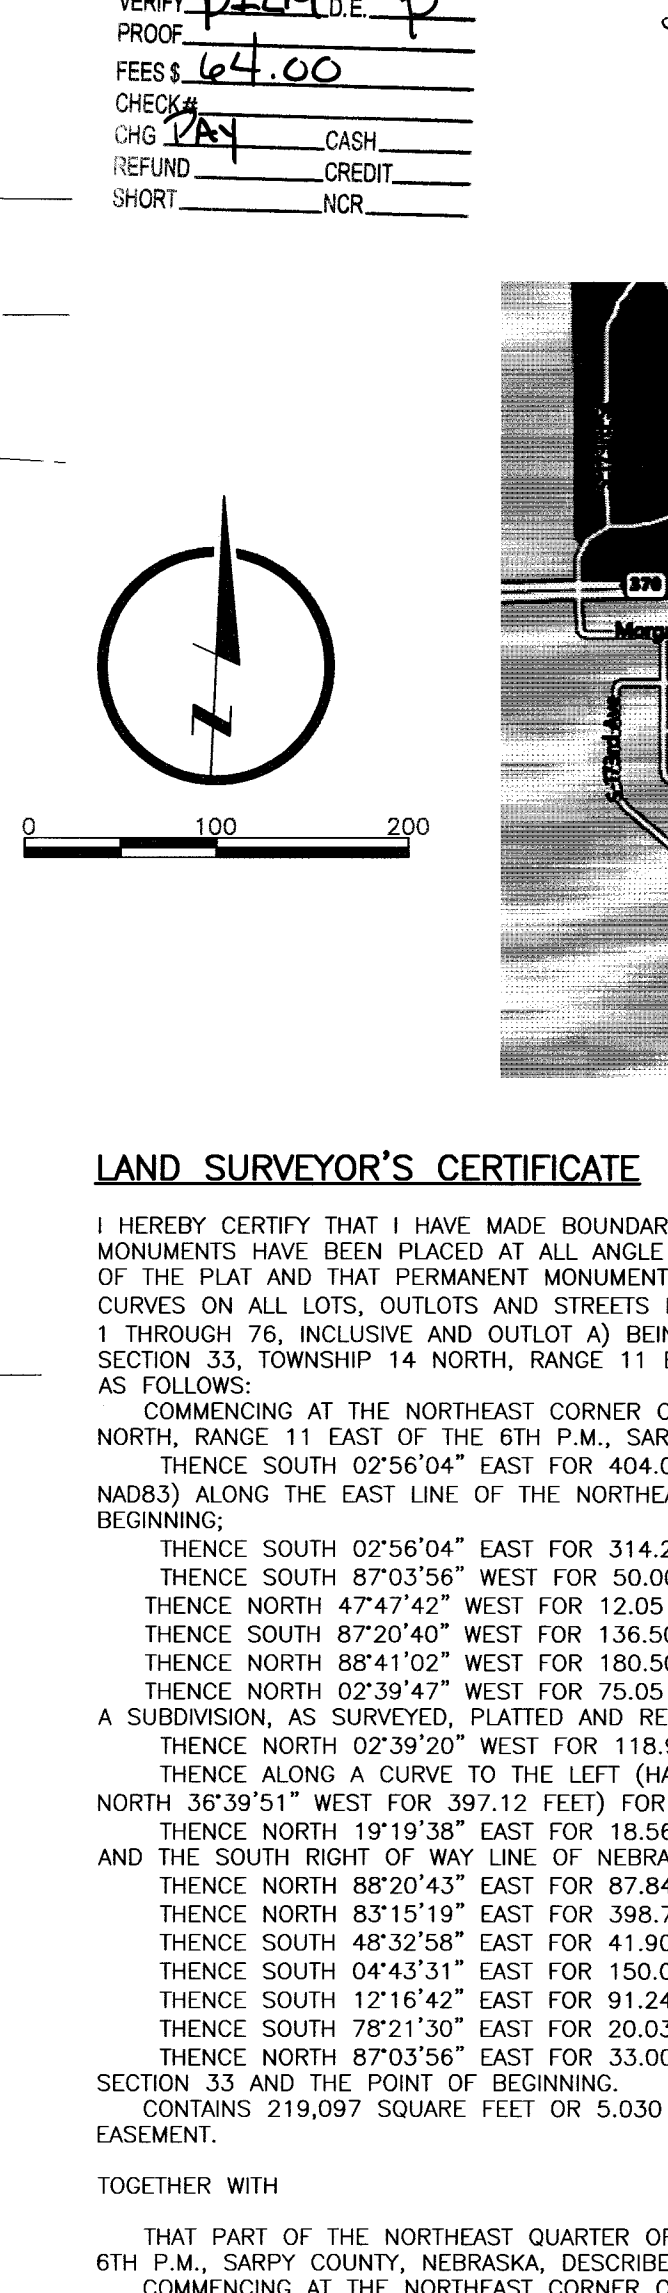 VERIFY D.E. D
PROOF
FEES $ 64.00
CHECK#
CHG PAY CASH
REFUND CREDIT
SHORT NCR
370
Morg
S-173rd-Ave
N
0 100 200
LAND SURVEYOR'S CERTIFICATE
I HEREBY CERTIFY THAT I HAVE MADE BOUNDAR
MONUMENTS HAVE BEEN PLACED AT ALL ANGLE
OF THE PLAT AND THAT PERMANENT MONUMENT
CURVES ON ALL LOTS, OUTLOTS AND STREETS
1 THROUGH 76, INCLUSIVE AND OUTLOT A) BEIN
SECTION 33, TOWNSHIP 14 NORTH, RANGE 11 E
AS FOLLOWS:
COMMENCING AT THE NORTHEAST CORNER O
NORTH, RANGE 11 EAST OF THE 6TH P.M., SAR
THENCE SOUTH 02°56'04" EAST FOR 404.0
NAD83) ALONG THE EAST LINE OF THE NORTHEA
BEGINNING;
THENCE SOUTH 02°56'04" EAST FOR 314.2
THENCE SOUTH 87°03'56" WEST FOR 50.00
THENCE NORTH 47°47'42" WEST FOR 12.05
THENCE SOUTH 87°20'40" WEST FOR 136.50
THENCE NORTH 88°41'02" WEST FOR 180.50
THENCE NORTH 02°39'47" WEST FOR 75.05
A SUBDIVISION, AS SURVEYED, PLATTED AND RE
THENCE NORTH 02°39'20" WEST FOR 118.9
THENCE ALONG A CURVE TO THE LEFT (HA
NORTH 36°39'51" WEST FOR 397.12 FEET) FOR
THENCE NORTH 19°19'38" EAST FOR 18.56
AND THE SOUTH RIGHT OF WAY LINE OF NEBRA
THENCE NORTH 88°20'43" EAST FOR 87.84
THENCE NORTH 83°15'19" EAST FOR 398.7
THENCE SOUTH 48°32'58" EAST FOR 41.90
THENCE SOUTH 04°43'31" EAST FOR 150.0
THENCE SOUTH 12°16'42" EAST FOR 91.24
THENCE SOUTH 78°21'30" EAST FOR 20.03
THENCE NORTH 87°03'56" EAST FOR 33.00
SECTION 33 AND THE POINT OF BEGINNING.
CONTAINS 219,097 SQUARE FEET OR 5.030
EASEMENT.
TOGETHER WITH
THAT PART OF THE NORTHEAST QUARTER OF
6TH P.M., SARPY COUNTY, NEBRASKA, DESCRIBE
COMMENCING AT THE NORTHEAST CORNER O